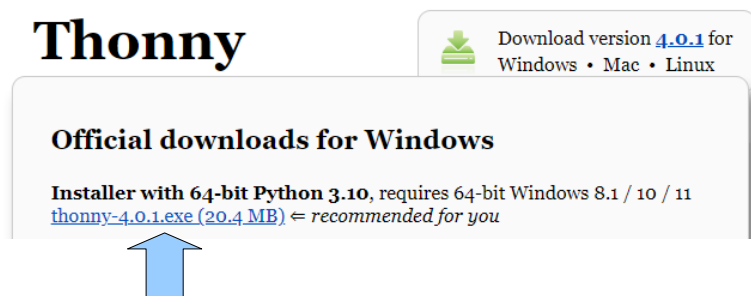 Thonny
Download version 4.0.1 for
Windows • Mac • Linux
Official downloads for Windows
Installer with 64-bit Python 3.10, requires 64-bit Windows 8.1 / 10 / 11
thonny-4.0.1.exe (20.4 MB) ⇐ recommended for you